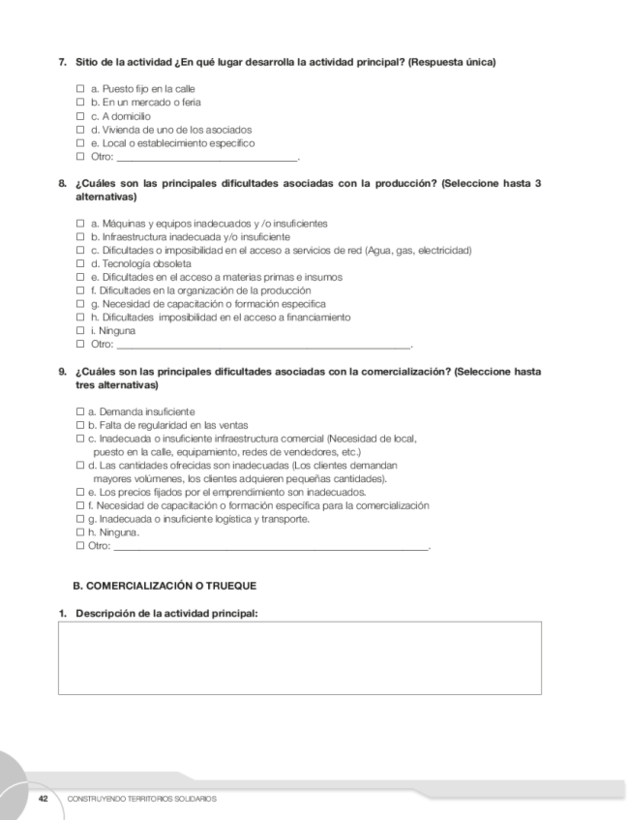 7. Sitio de la actividad ¿En qué lugar desarrolla la actividad principal? (Respuesta única)
☐ a. Puesto fijo en la calle
☐ b. En un mercado o feria
☐ c. A domicilio
☐ d. Vivienda de uno de los asociados
☐ e. Local o establecimiento especifico
☐ Otro: ____________________________________.
8. ¿Cuáles son las principales dificultades asociadas con la producción? (Seleccione hasta 3
alternativas)
☐ a. Máquinas y equipos inadecuados y /o insuficientes
☐ b. Infraestructura inadecuada y/o insuficiente
☐ c. Dificultades o imposibilidad en el acceso a servicios de red (Agua, gas, electricidad)
☐ d. Tecnología obsoleta
☐ e. Dificultades en el acceso a materias primas e insumos
☐ f. Dificultades en la organización de la producción
☐ g. Necesidad de capacitación o formación especifica
☐ h. Dificultades imposibilidad en el acceso a financiamiento
☐ i. Ninguna
☐ Otro: ____________________________________.
9. ¿Cuáles son las principales dificultades asociadas con la comercialización? (Seleccione hasta
tres alternativas)
☐ a. Demanda insuficiente
☐ b. Falta de regularidad en las ventas
☐ c. Inadecuada o insuficiente infraestructura comercial (Necesidad de local,
puesto en la calle, equipamiento, redes de vendedores, etc.)
☐ d. Las cantidades ofrecidas son inadecuadas (Los clientes demandan
mayores volúmenes, los clientes adquieren pequeñas cantidades).
☐ e. Los precios fijados por el emprendimiento son inadecuados.
☐ f. Necesidad de capacitación o formación específica para la comercialización
☐ g. Inadecuada o insuficiente logística y transporte.
☐ h. Ninguna.
☐ Otro: ____________________________________.
B. COMERCIALIZACIÓN O TRUEQUE
1. Descripción de la actividad principal:
42 CONSTRUYENDO TERRITORIOS SOLIDARIOS